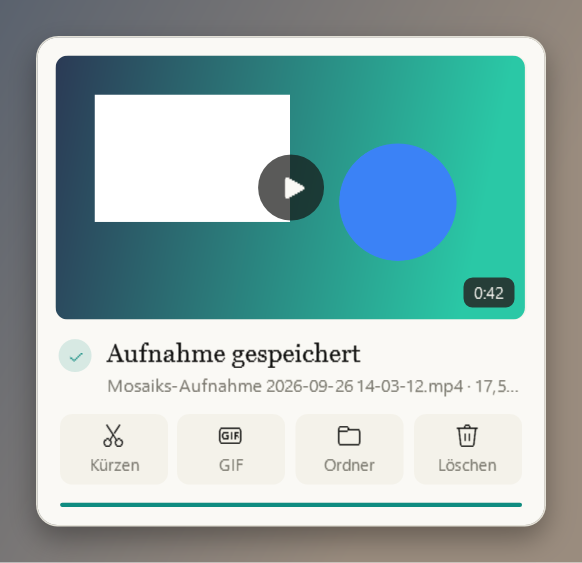 0:42
Aufnahme gespeichert
Mosaiks-Aufnahme 2026-09-26 14-03-12.mp4 · 17,5...
GIF
Kürzen
GIF
Ordner
Löschen